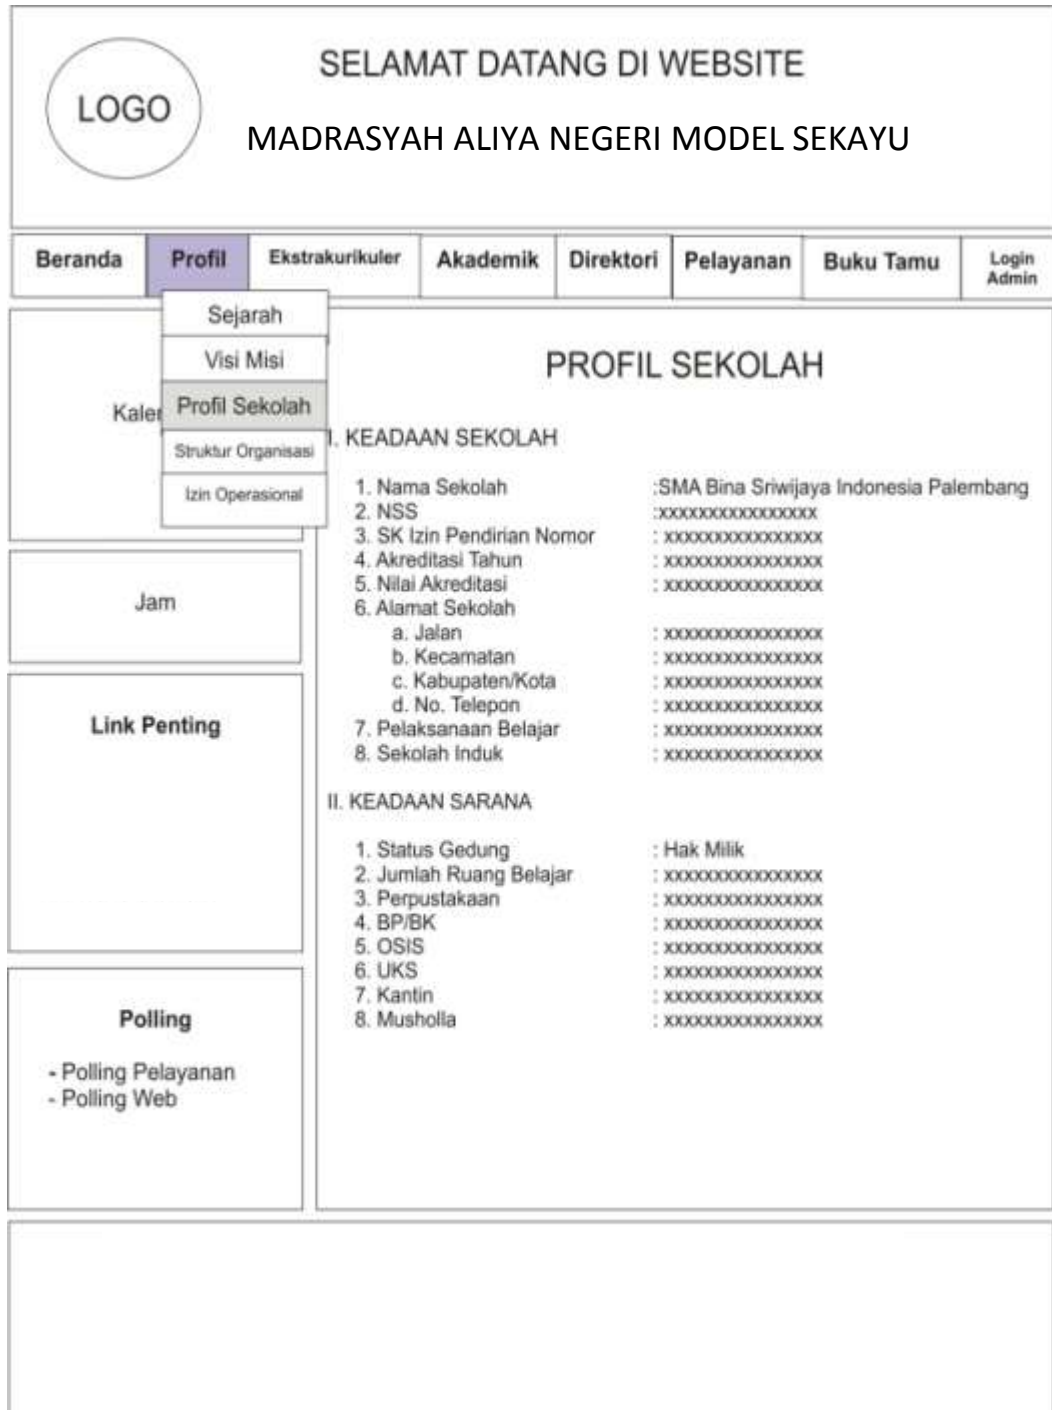 LOGO
SELAMAT DATANG DI WEBSITE
MADRASYAH ALIYA NEGERI MODEL SEKAYU
Beranda Profil Ekstrakurikuler Akademik Direktori Pelayanan Buku Tamu Login Admin
Sejarah
Visi Misi
Profil Sekolah
Struktur Organisasi
Izin Operasional
Jam
Link Penting
Polling
- Polling Pelayanan
- Polling Web
PROFIL SEKOLAH
I. KEADAAN SEKOLAH
1. Nama Sekolah :SMA Bina Sriwijaya Indonesia Palembang
2. NSS :xxxxxxxxxxxxxxxx
3. SK Izin Pendirian Nomor : xxxxxxxxxxxxxxxx
4. Akreditasi Tahun : xxxxxxxxxxxxxxxx
5. Nilai Akreditasi : xxxxxxxxxxxxxxxx
6. Alamat Sekolah
a. Jalan : xxxxxxxxxxxxxxxx
b. Kecamatan : xxxxxxxxxxxxxxxx
c. Kabupaten/Kota : xxxxxxxxxxxxxxxx
d. No. Telepon : xxxxxxxxxxxxxxxx
7. Pelaksanaan Belajar : xxxxxxxxxxxxxxxx
8. Sekolah Induk : xxxxxxxxxxxxxxxx
II. KEADAAN SARANA
1. Status Gedung : Hak Milik
2. Jumlah Ruang Belajar : xxxxxxxxxxxxxxxx
3. Perpustakaan : xxxxxxxxxxxxxxxx
4. BP/BK : xxxxxxxxxxxxxxxx
5. OSIS : xxxxxxxxxxxxxxxx
6. UKS : xxxxxxxxxxxxxxxx
7. Kantin : xxxxxxxxxxxxxxxx
8. Musholla : xxxxxxxxxxxxxxxx